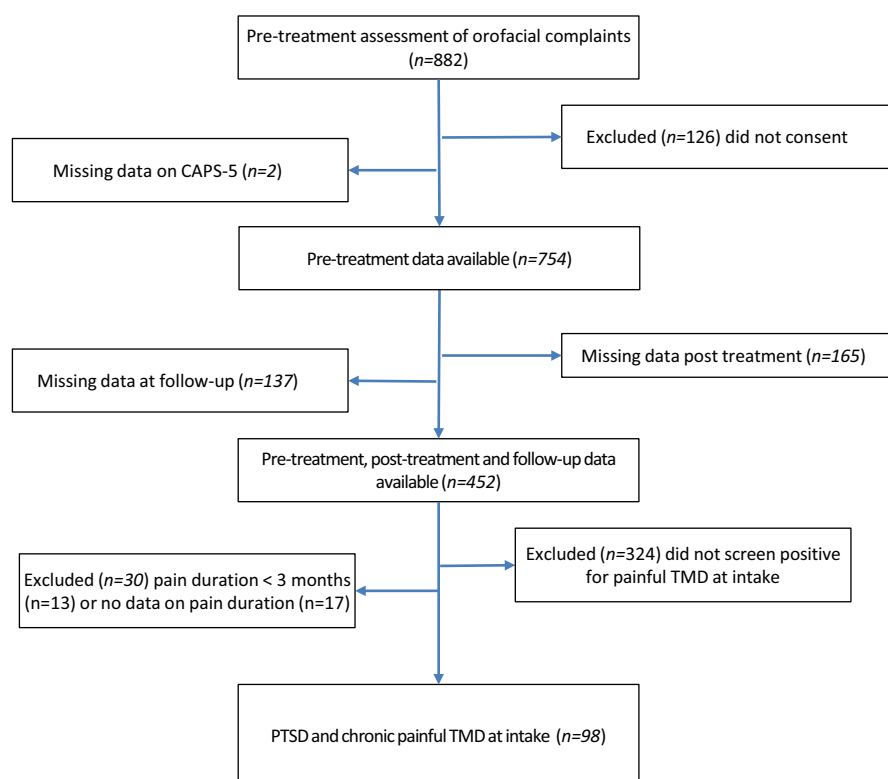 Pre-treatment assessment of orofacial complaints
(n=882)
Excluded (n=126) did not consent
Missing data on CAPS-5 (n=2)
Pre-treatment data available (n=754)
Missing data post treatment (n=165)
Missing data at follow-up (n=137)
Pre-treatment, post-treatment and follow-up data
available (n=452)
Excluded (n=324) did not screen positive
for painful TMD at intake
Excluded (n=30) pain duration < 3 months
(n=13) or no data on pain duration (n=17)
PTSD and chronic painful TMD at intake (n=98)